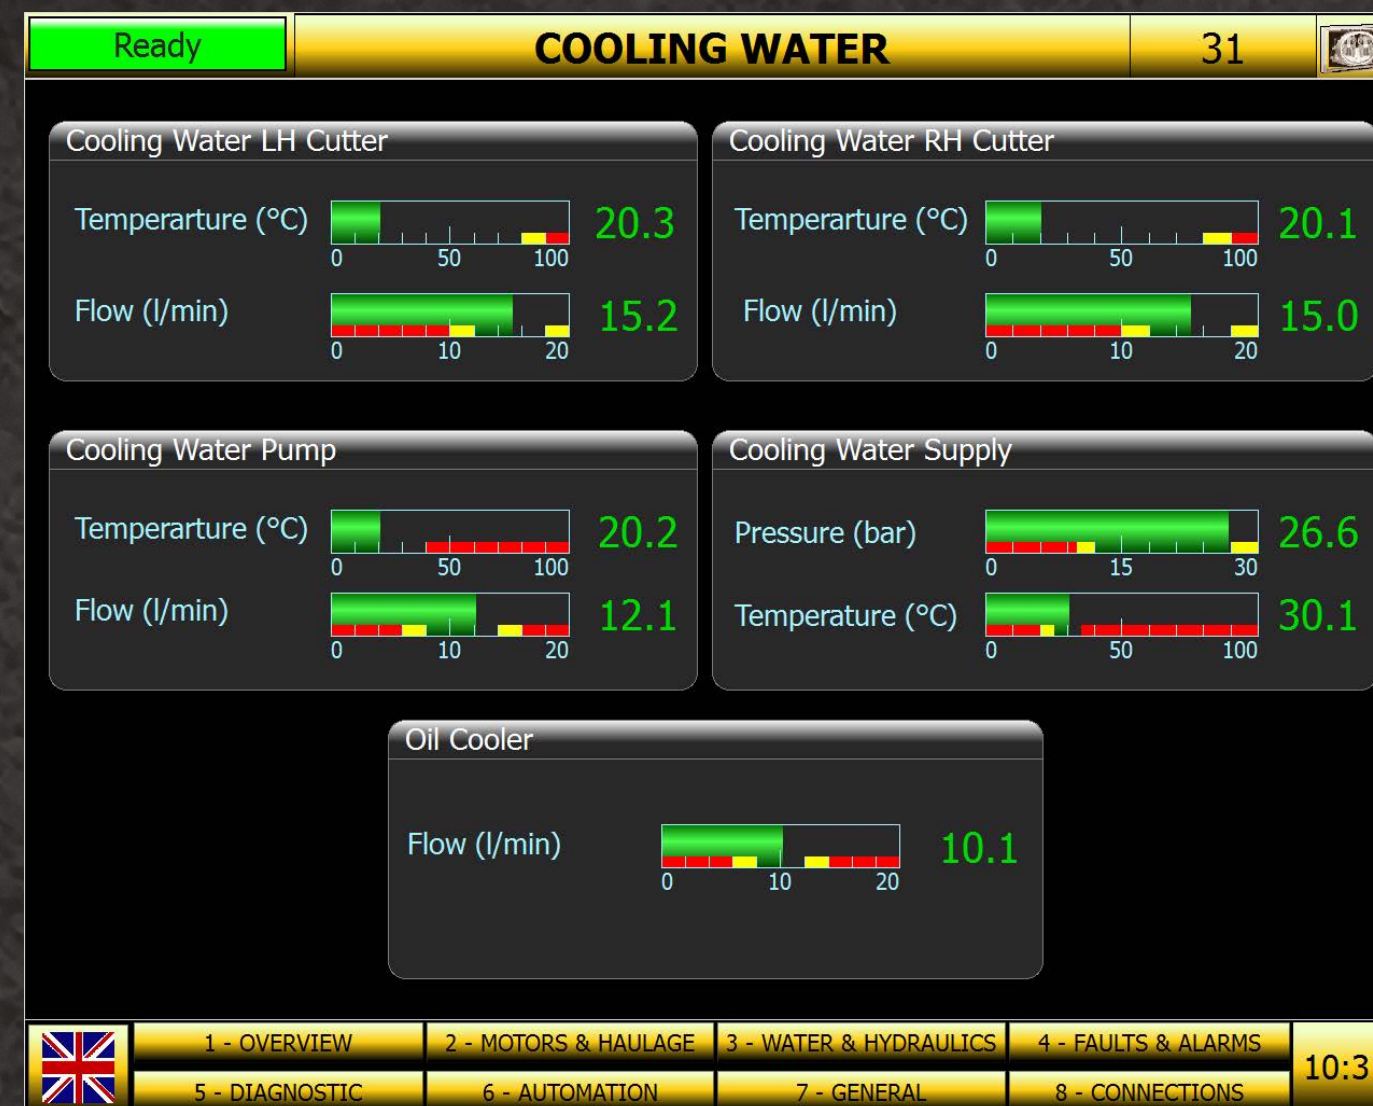 Ready
COOLING WATER
31
Cooling Water LH Cutter
Temperarture (°C)
20.3
0 50 100
Flow (l/min)
15.2
0 10 20
Cooling Water RH Cutter
Temperarture (°C)
20.1
0 50 100
Flow (l/min)
15.0
0 10 20
Cooling Water Pump
Temperarture (°C)
20.2
0 50 100
Flow (l/min)
12.1
0 10 20
Cooling Water Supply
Pressure (bar)
26.6
0 15 30
Temperature (°C)
30.1
0 50 100
Oil Cooler
Flow (l/min)
10.1
0 10 20
1 - OVERVIEW
2 - MOTORS & HAULAGE
3 - WATER & HYDRAULICS
4 - FAULTS & ALARMS
10:3
5 - DIAGNOSTIC
6 - AUTOMATION
7 - GENERAL
8 - CONNECTIONS